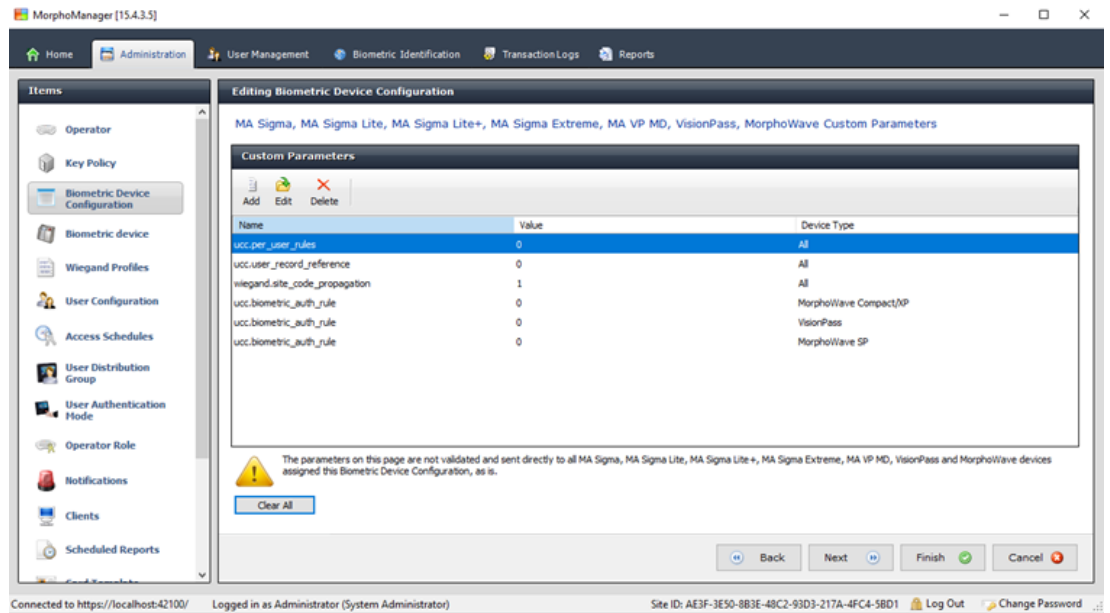 MorphoManager [15.4.3.5]
Home Administration User Management Biometric Identification Transaction Logs Reports
Items
Operator
Key Policy
Biometric Device
Configuration
Biometric device
Wiegand Profiles
User Configuration
Access Schedules
User Distribution
Group
User Authentication
Mode
Operator Role
Notifications
Clients
Scheduled Reports
Card Template
Editing Biometric Device Configuration
MA Sigma, MA Sigma Lite, MA Sigma Lite+, MA Sigma Extreme, MA VP MD, VisionPass, MorphoWave Custom Parameters
Custom Parameters
Add Edit Delete
Name Value Device Type
ucc.per_user_rules 0 All
ucc.user_record_reference 0 All
wiegand.site_code_propagation 1 All
ucc.biometric_auth_rule 0 MorphoWave Compact/XP
ucc.biometric_auth_rule 0 VisionPass
ucc.biometric_auth_rule 0 MorphoWave SP
The parameters on this page are not validated and sent directly to all MA Sigma, MA Sigma Lite, MA Sigma Lite+, MA Sigma Extreme, MA VP MD, VisionPass and MorphoWave devices
assigned this Biometric Device Configuration, as is.
Clear All
Back Next Finish Cancel
Connected to https://localhost:42100/ Logged in as Administrator (System Administrator) Site ID: AE3F-3E50-8B3E-48C2-93D3-217A-4FC4-5BD1 Log Out Change Password